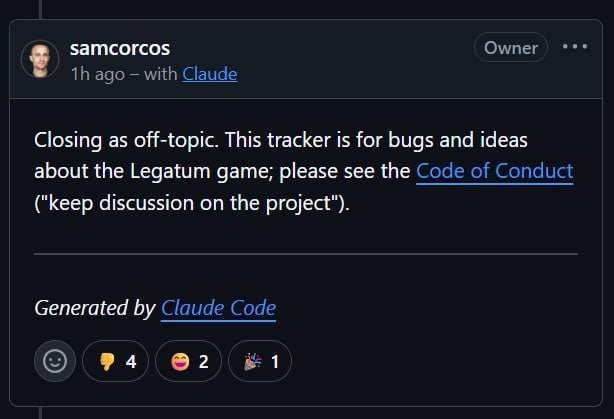 samcorcos
Owner
1h ago – with Claude
Closing as off-topic. This tracker is for bugs and ideas
about the Legatum game; please see the Code of Conduct
("keep discussion on the project").
Generated by Claude Code
4
2
1